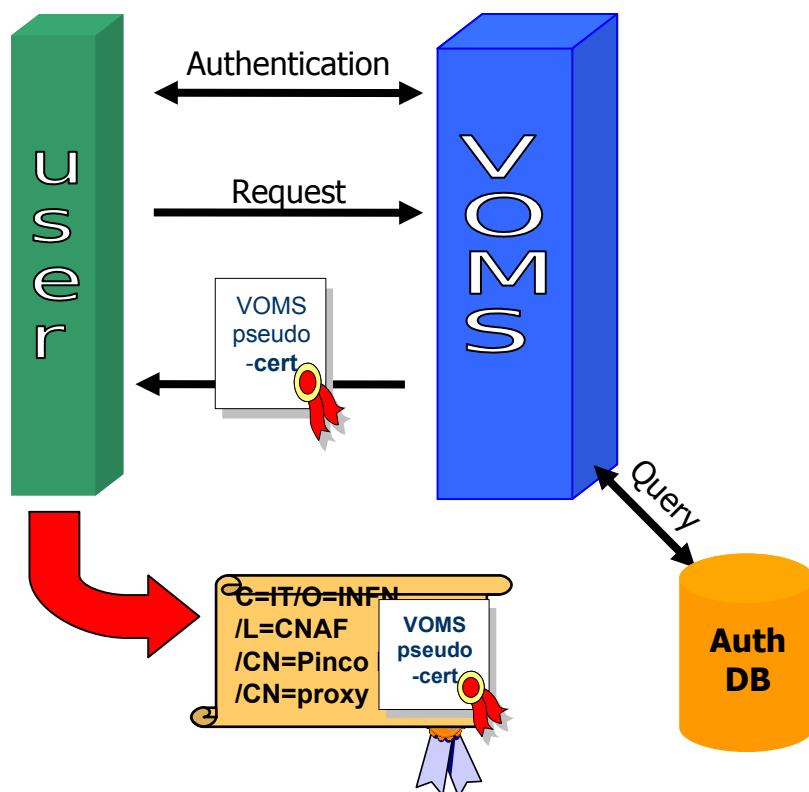 Authentication
user
VOMS
Request
VOMS
pseudo
-cert
Query
C=IT/O=INFN
/L=CNAF
/CN=Pinco
/CN=proxy
VOMS
pseudo
-cert
Auth
DB